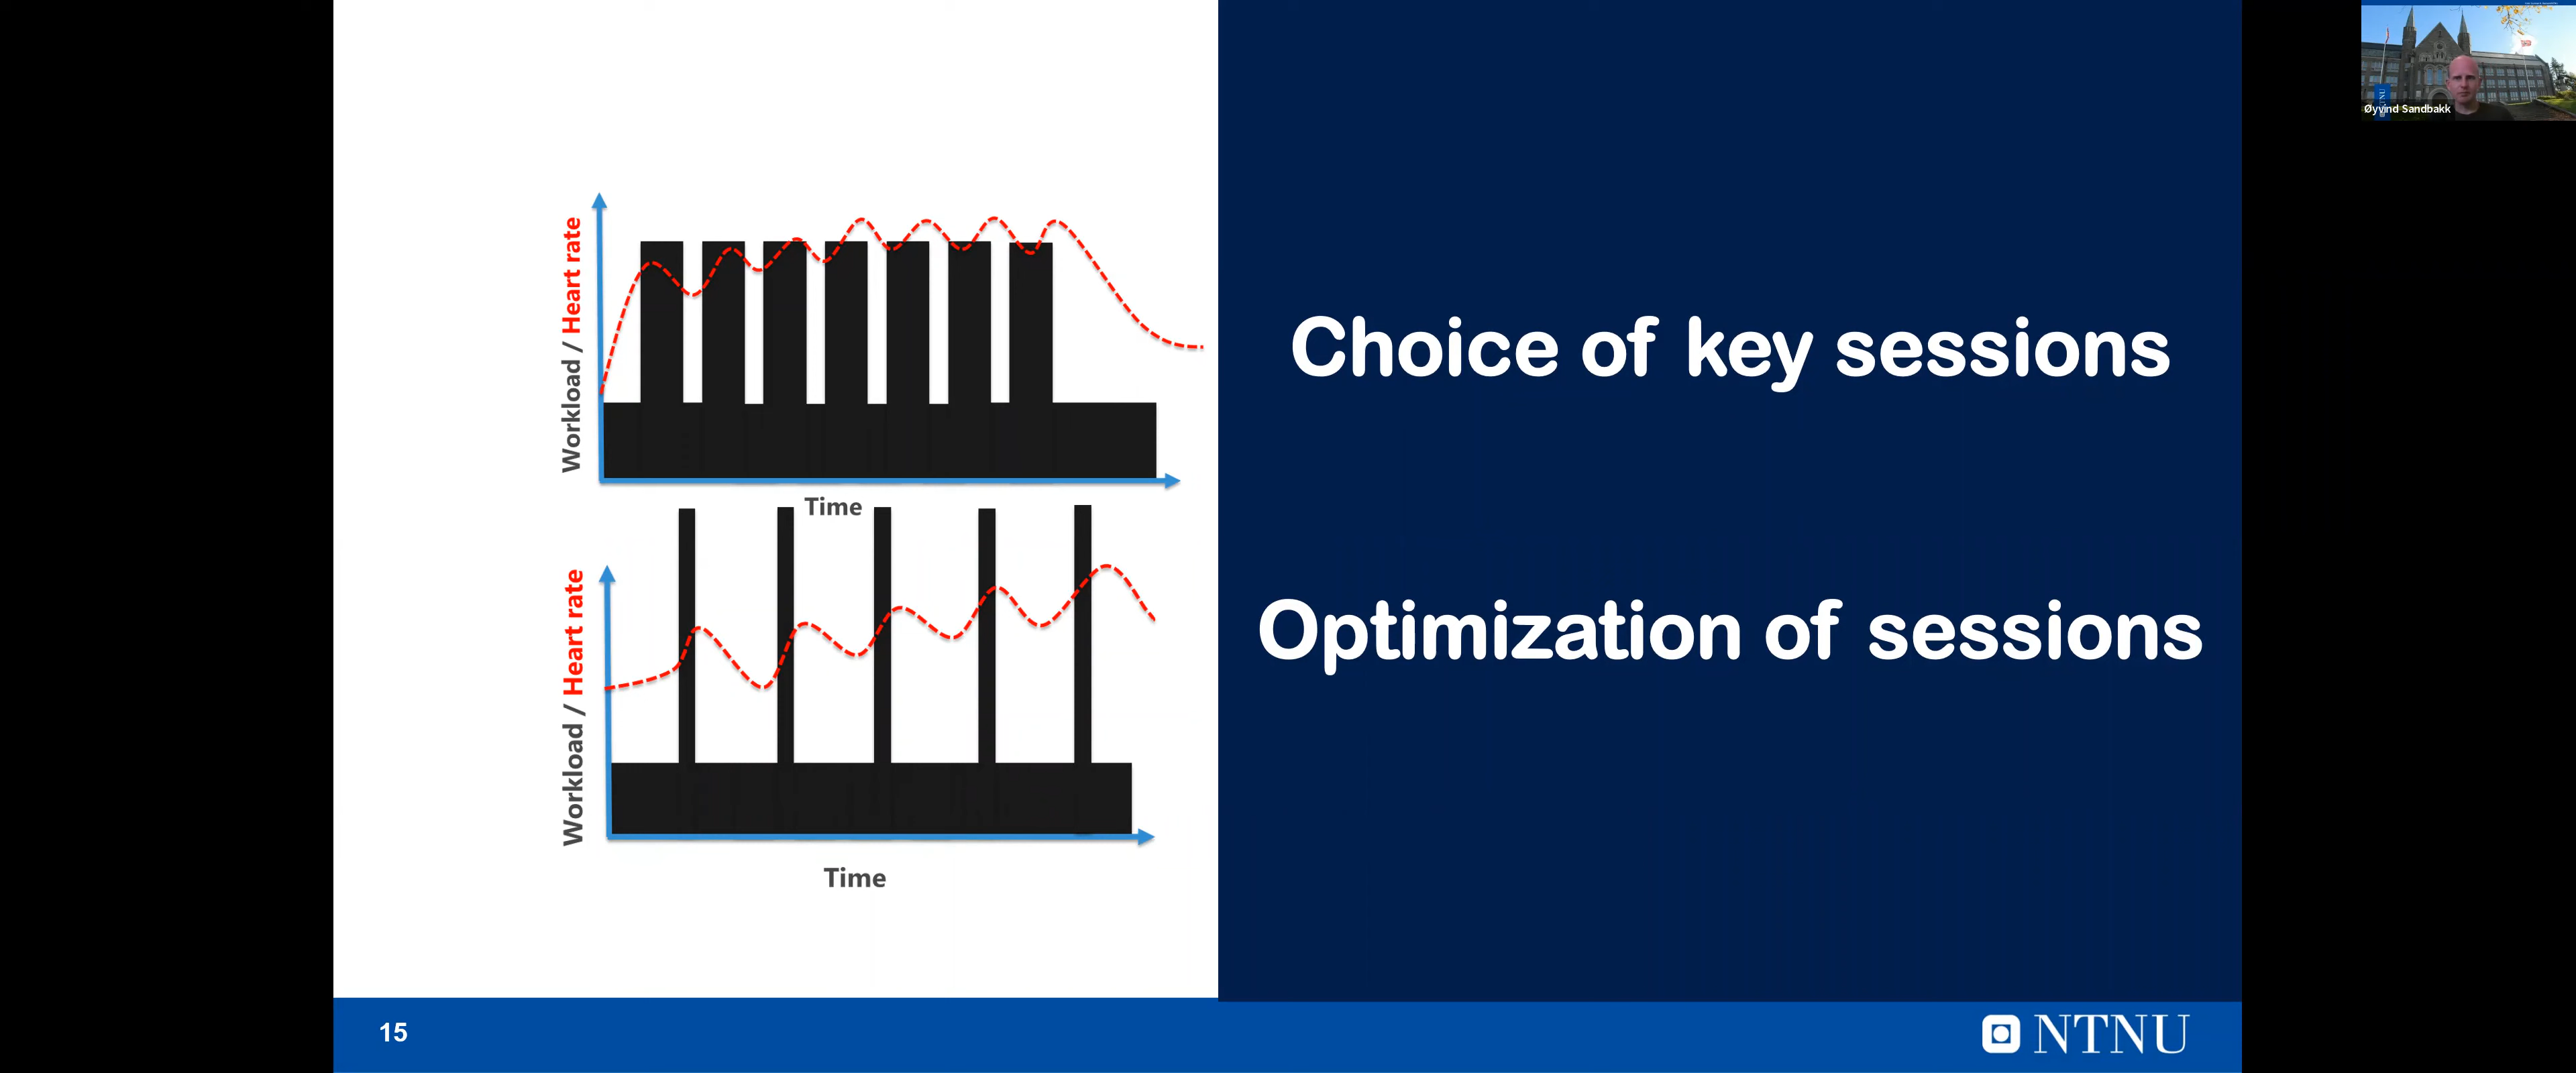 Øyvind Sandbakk
Workload / Heart rate
Time
Workload / Heart rate
Time
Choice of key sessions
Optimization of sessions
15
NTNU